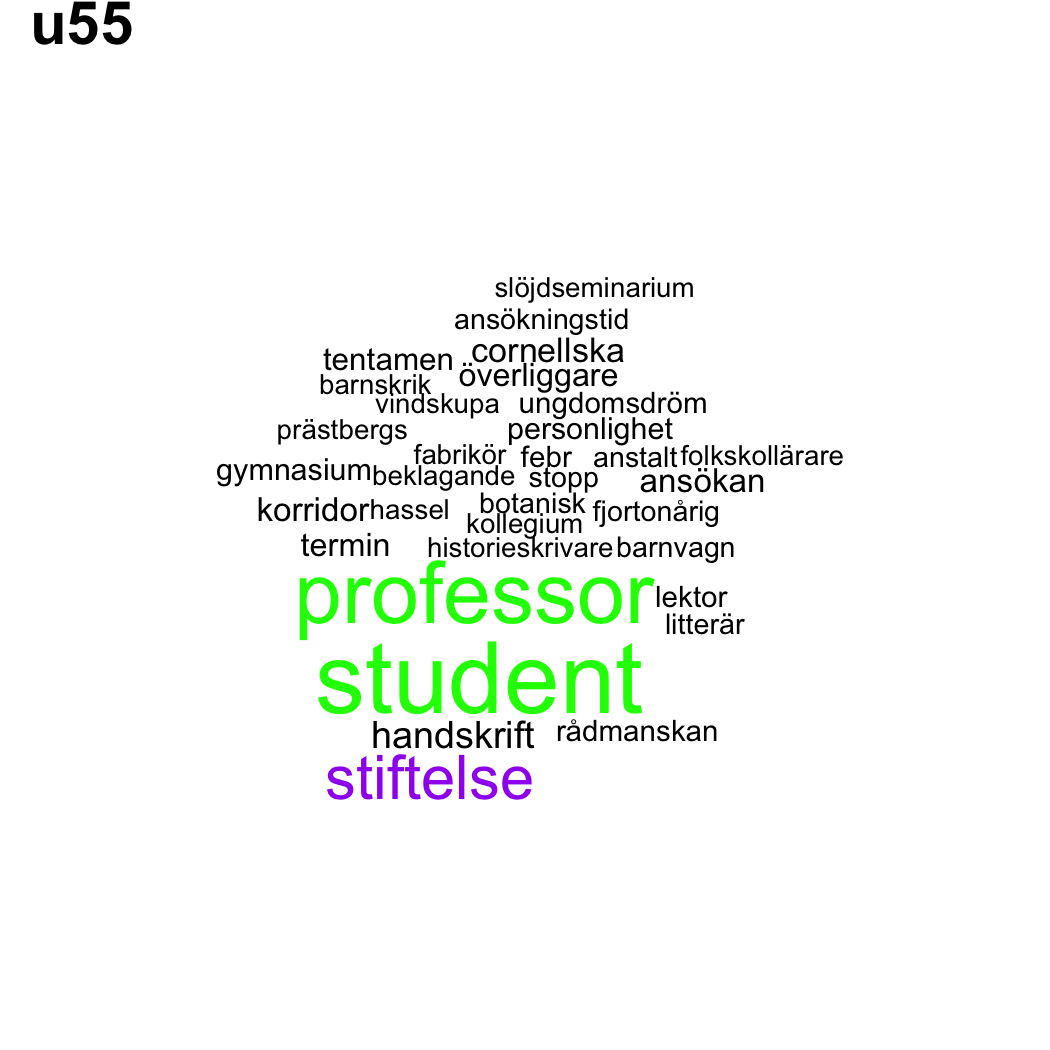 u55
slöjdseminarium
ansökningstid
tentamen cornellska
barnskrik överliggare
vindskupa ungdomsdröm
prästbergs personlighet
fabrikör febr anstalt folkskollärare
gymnasium beklagande stopp ansökan
korridor hassel botanisk fjortonårig
kollegium
termin historieskrivare barnvagn
professor lektor
litterär
student
handskrift rådmanskan
stiftelse